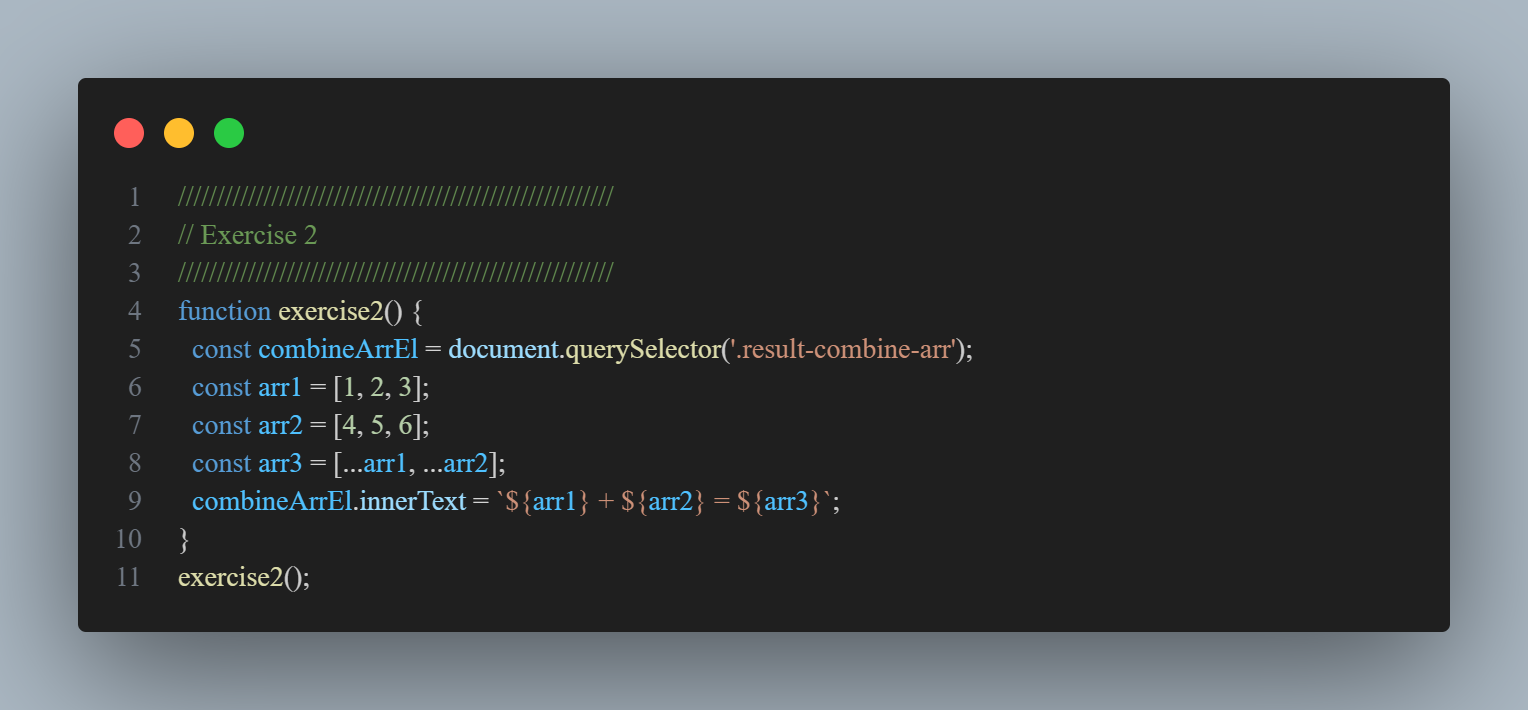 1 ////////////////////////////////////////////////////////
2 // Exercise 2
3 ////////////////////////////////////////////////////////
4 function exercise2() {
5   const combineArrEl = document.querySelector('.result-combine-arr');
6   const arr1 = [1, 2, 3];
7   const arr2 = [4, 5, 6];
8   const arr3 = [...arr1, ...arr2];
9   combineArrEl.innerText = `${arr1} + ${arr2} = ${arr3}`;
10 }
11 exercise2();